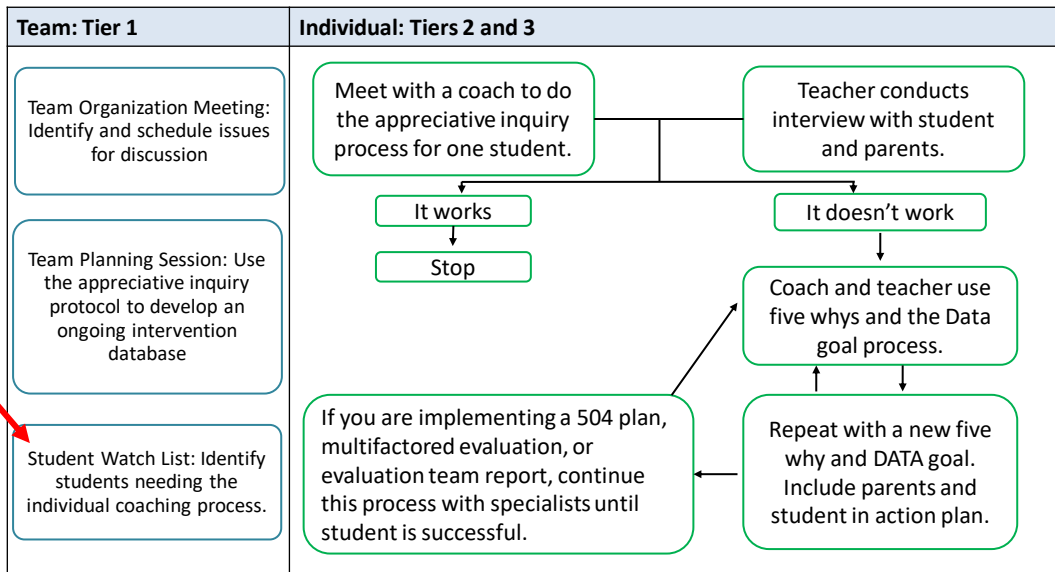 Team: Tier 1
Individual: Tiers 2 and 3
Team Organization Meeting:
Identify and schedule issues
for discussion
Team Planning Session: Use
the appreciative inquiry
protocol to develop an
ongoing intervention
database
Student Watch List: Identify
students needing the
individual coaching process.
Meet with a coach to do
the appreciative inquiry
process for one student.
Teacher conducts
interview with student
and parents.
It works
It doesn’t work
Stop
Coach and teacher use
five whys and the Data
goal process.
If you are implementing a 504 plan,
multifactored evaluation, or
evaluation team report, continue
this process with specialists until
student is successful.
Repeat with a new five
why and DATA goal.
Include parents and
student in action plan.